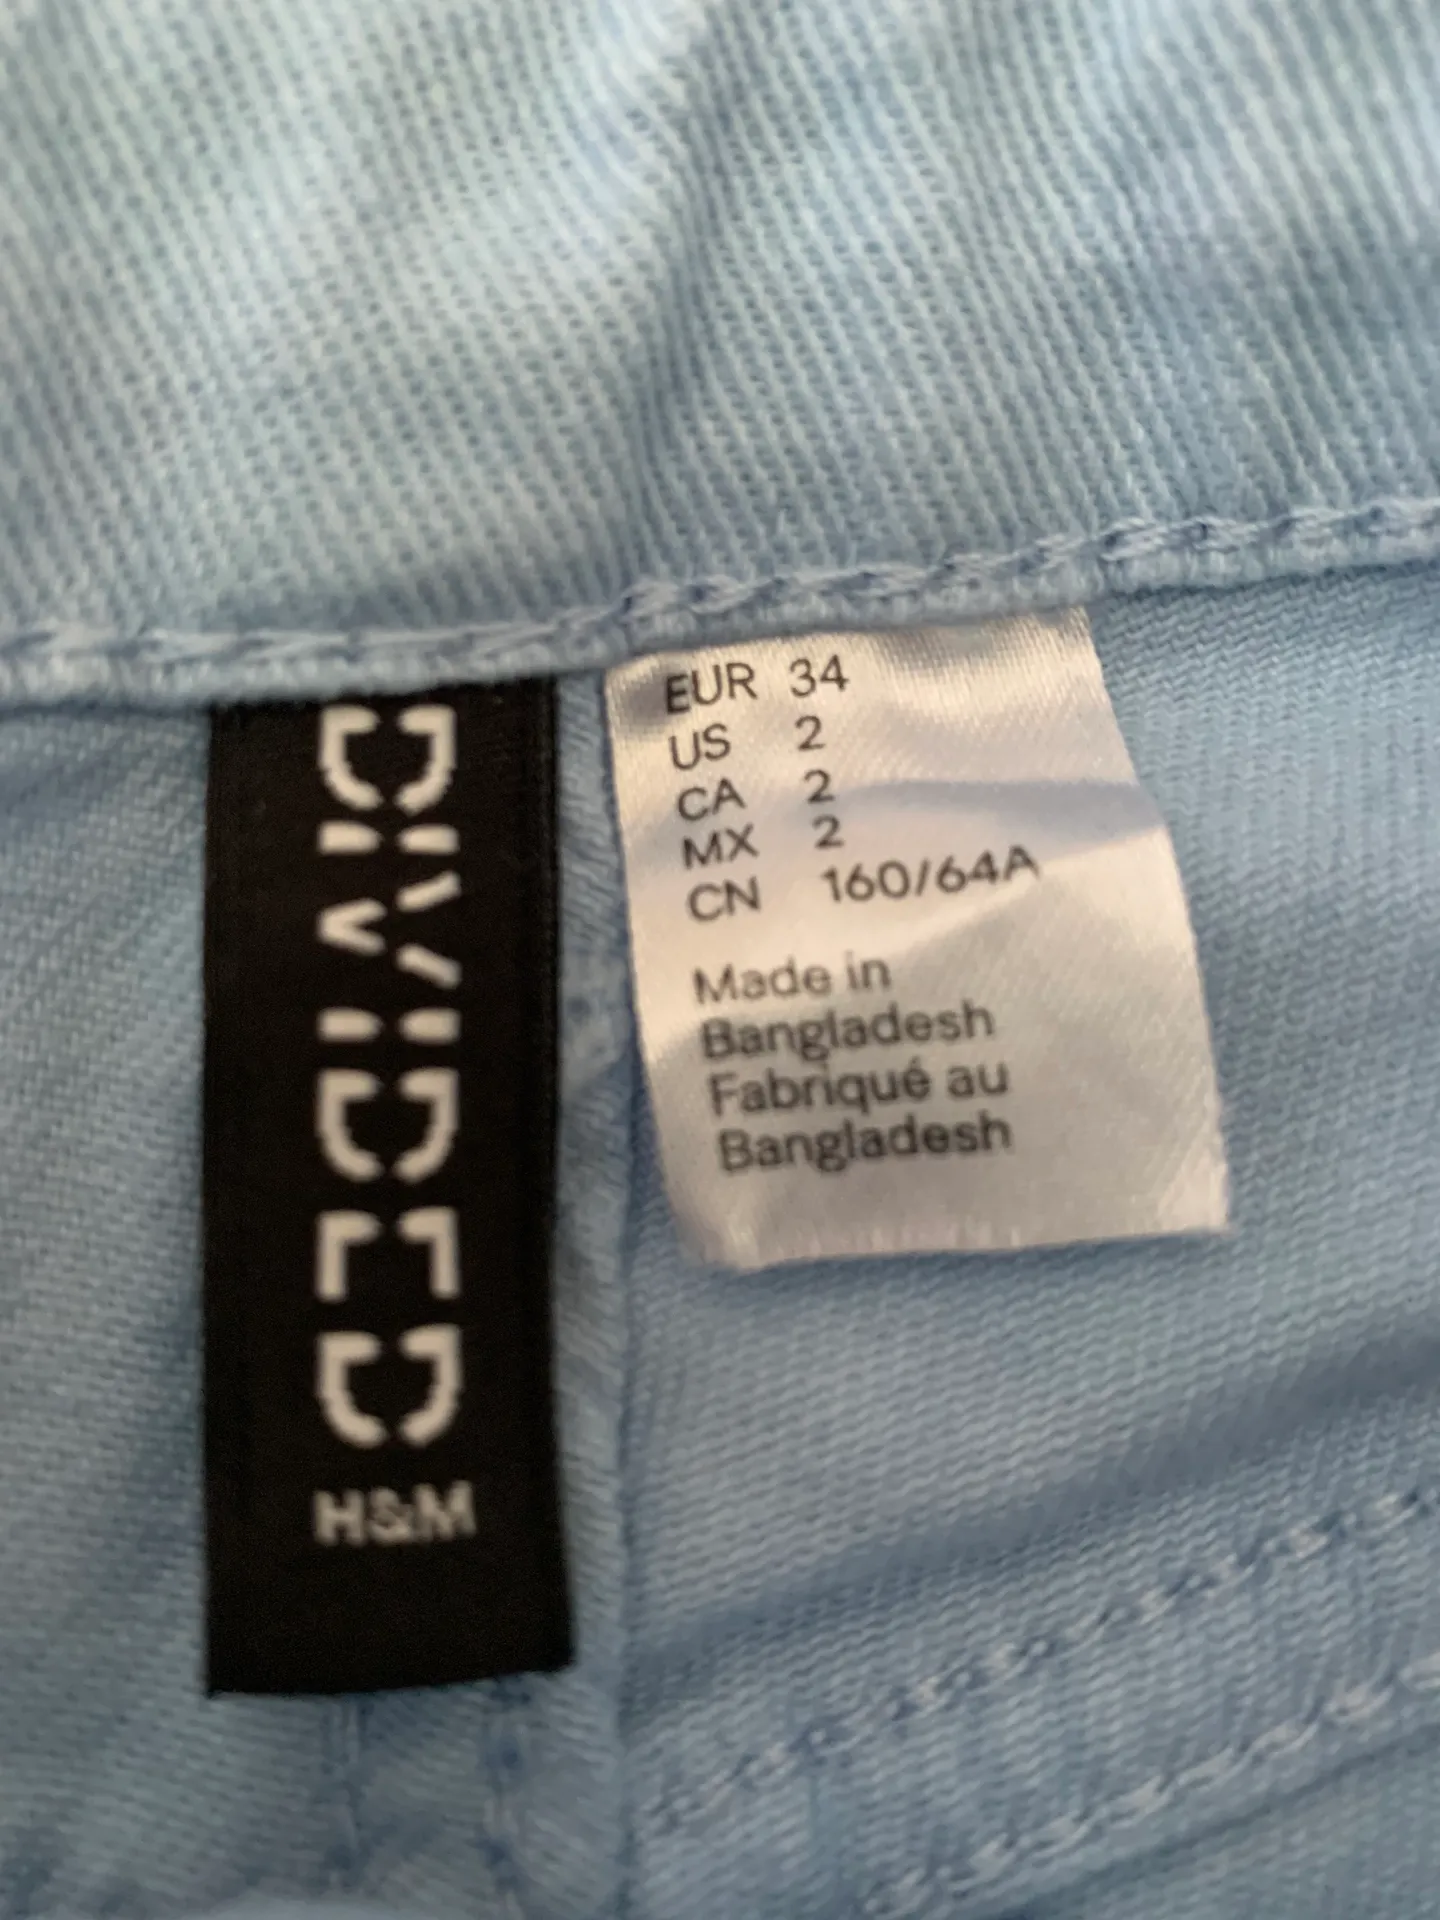 DIVIDED
H&M
EUR 34
US 2
CA 2
MX 2
CN 160/64A
Made in
Bangladesh
Fabriqué au
Bangladesh